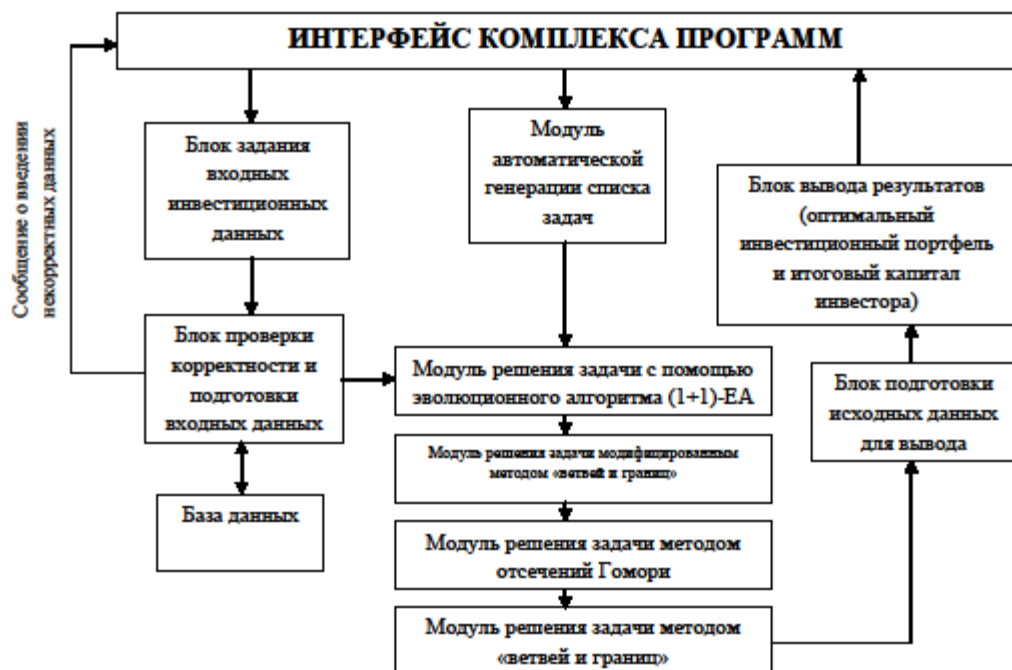 ИНТЕРФЕЙС КОМПЛЕКСА ПРОГРАММ
Сообщение о введении
некорректных данных
Блок задания
входных
инвестиционных
данных
Модуль
автоматической
генерации списка
задач
Блок вывода результатов
(оптимальный
инвестиционный портфель
и итоговый капитал
инвестора)
Блок проверки
корректности и
подготовки
входных данных
Модуль решения задачи с помощью
эволюционного алгоритма (1+1)-EA
Блок подготовки
исходных данных
для вывода
Модуль решения задачи модифицированным
методом «ветвей и границ»
База данных
Модуль решения задачи методом
отсечений Гомори
Модуль решения задачи методом
«ветвей и границ»